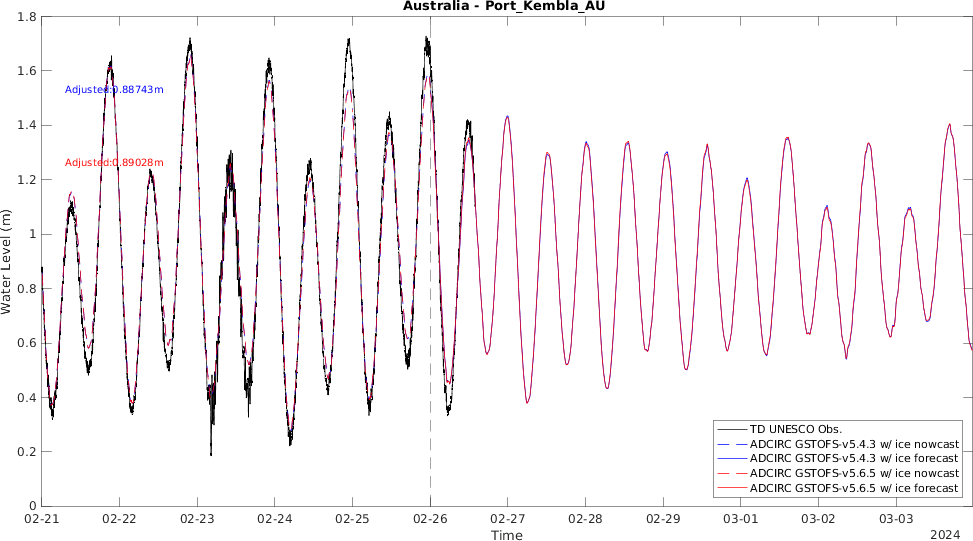 Australia - Port_Kembla_AU
1.8
1.6
1.4
1.2
1
0.8
0.6
0.4
0.2
0
Water Level (m)
Adjusted:0.88743m
Adjusted:0.89028m
TD UNESCO Obs.
ADCIRC GSTOFS-v5.4.3 w/ ice nowcast
ADCIRC GSTOFS-v5.4.3 w/ ice forecast
ADCIRC GSTOFS-v5.6.5 w/ ice nowcast
ADCIRC GSTOFS-v5.6.5 w/ ice forecast
02-21 02-22 02-23 02-24 02-25 02-26 02-27 02-28 02-29 03-01 03-02 03-03
Time
2024